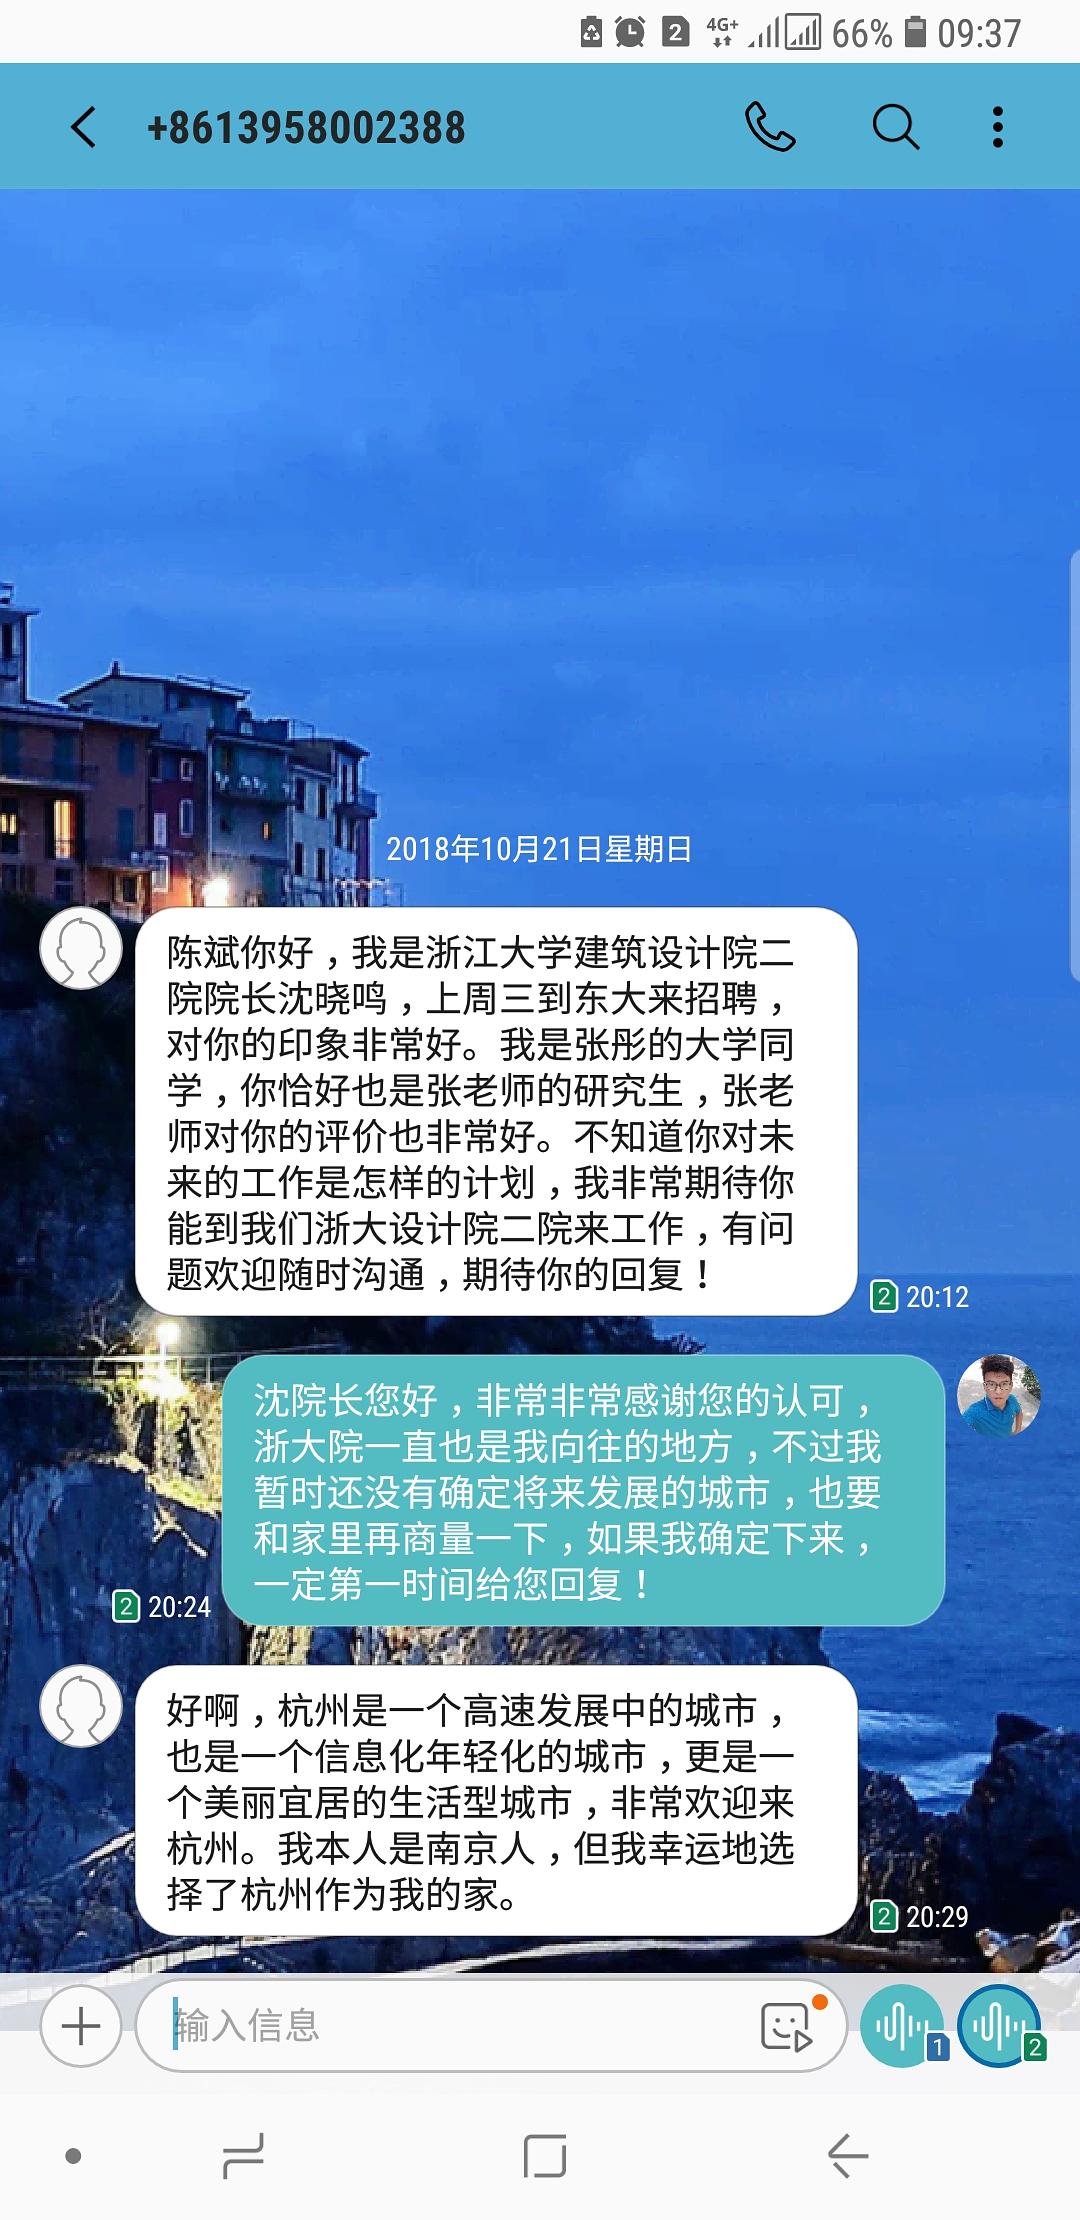 2 4G+ 66% 09:37
+8613958002388
2018年10月21日星期日
陈斌你好，我是浙江大学建筑设计院二
院院长沈晓鸣，上周三到东大来招聘，
对你的印象非常好。我是张彤的大学同
学，你恰好也是张老师的研究生，张老
师对你的评价也非常好。不知道你对未
来的工作是怎样的计划，我非常期待你
能到我们浙大设计院二院来工作，有问
题欢迎随时沟通，期待你的回复！
2 20:12
沈院长您好，非常非常感谢您的认可，
浙大院一直也是我向往的地方，不过我
暂时还没有确定将来发展的城市，也要
和家里再商量一下，如果我确定下来，
一定第一时间给您回复！
2 20:24
好啊，杭州是一个高速发展中的城市，
也是一个信息化年轻化的城市，更是一
个美丽宜居的生活型城市，非常欢迎来
杭州。我本人是南京人，但我幸运地选
择了杭州作为我的家。
2 20:29
输入信息
1 2